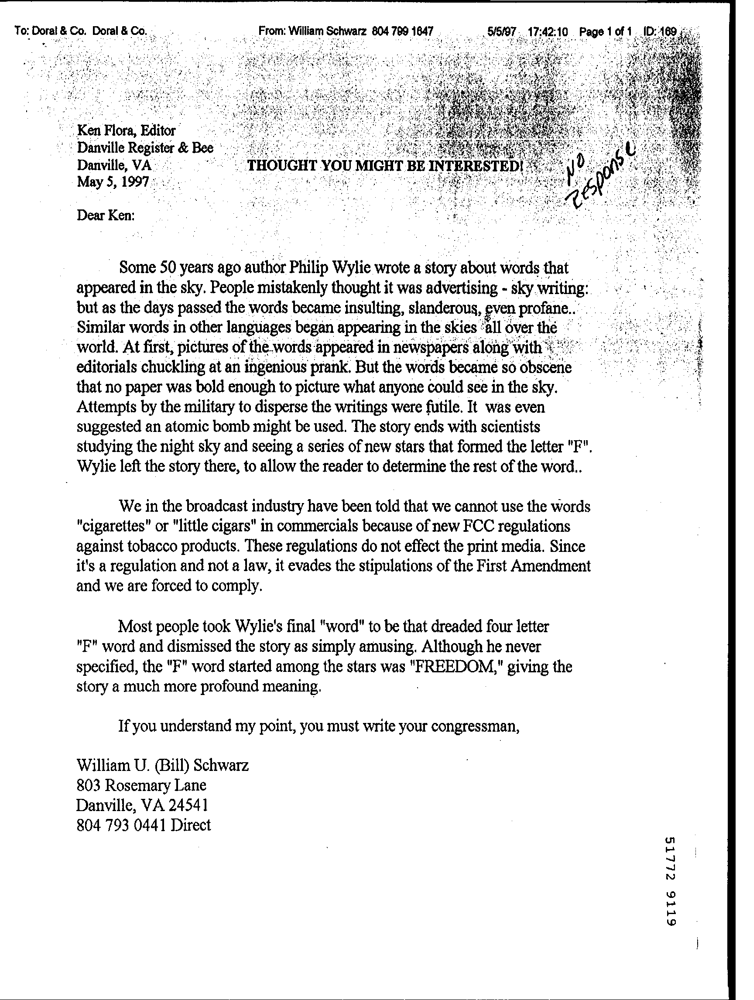 To: Doral & Co. Doral & Co. From: William Schwarz 804 799 1647 5/5/97 17:42:10 Page 1 of 1 ID: 169
Ken Flora, Editor
Danville Register & Bee
Danville, VA THOUGHT YOU MIGHT BE INTERESTED!
May 5, 1997
NO
Response
Dear Ken:
Some 50 years ago author Philip Wylie wrote a story about words that
appeared in the sky. People mistakenly thought it was advertising - sky writing:
but as the days passed the words became insulting, slanderous, even profane..
Similar words in other languages began appearing in the skies all over the
world. At first, pictures of the words appeared in newspapers along with
editorials chuckling at an ingenious prank. But the words became so obscene
that no paper was bold enough to picture what anyone could see in the sky.
Attempts by the military to disperse the writings were futile. It was even
suggested an atomic bomb might be used. The story ends with scientists
studying the night sky and seeing a series of new stars that formed the letter "F".
Wylie left the story there, to allow the reader to determine the rest of the word..
We in the broadcast industry have been told that we cannot use the words
"cigarettes" or "little cigars" in commercials because of new FCC regulations
against tobacco products. These regulations do not effect the print media. Since
it's a regulation and not a law, it evades the stipulations of the First Amendment
and we are forced to comply.
Most people took Wylie's final "word" to be that dreaded four letter
"F" word and dismissed the story as simply amusing. Although he never
specified, the "F" word started among the stars was "FREEDOM," giving the
story a much more profound meaning.
If you understand my point, you must write your congressman,
William U. (Bill) Schwarz
803 Rosemary Lane
Danville, VA 24541
804 793 0441 Direct
51772 9119